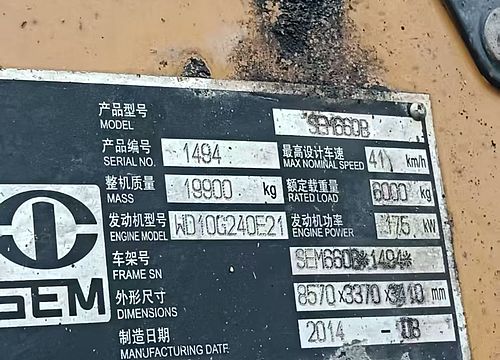 产品型号 SEM660B
MODEL
产品编号 1494 最高设计车速 41 km/h
SERIAL NO. MAX NOMINAL SPEED
整机质量 19900 kg 额定载重量 6000 kg
MASS RATED LOAD
发动机型号 WD10G240E21 发动机功率 175 kW
ENGINE MODEL ENGINE POWER
车架号 SEM660B*1494*
FRAME SN
SEM
外形尺寸 8570x3370x3410 mm
DIMENSIONS
制造日期 2014-08
MANUFACTURING DATE